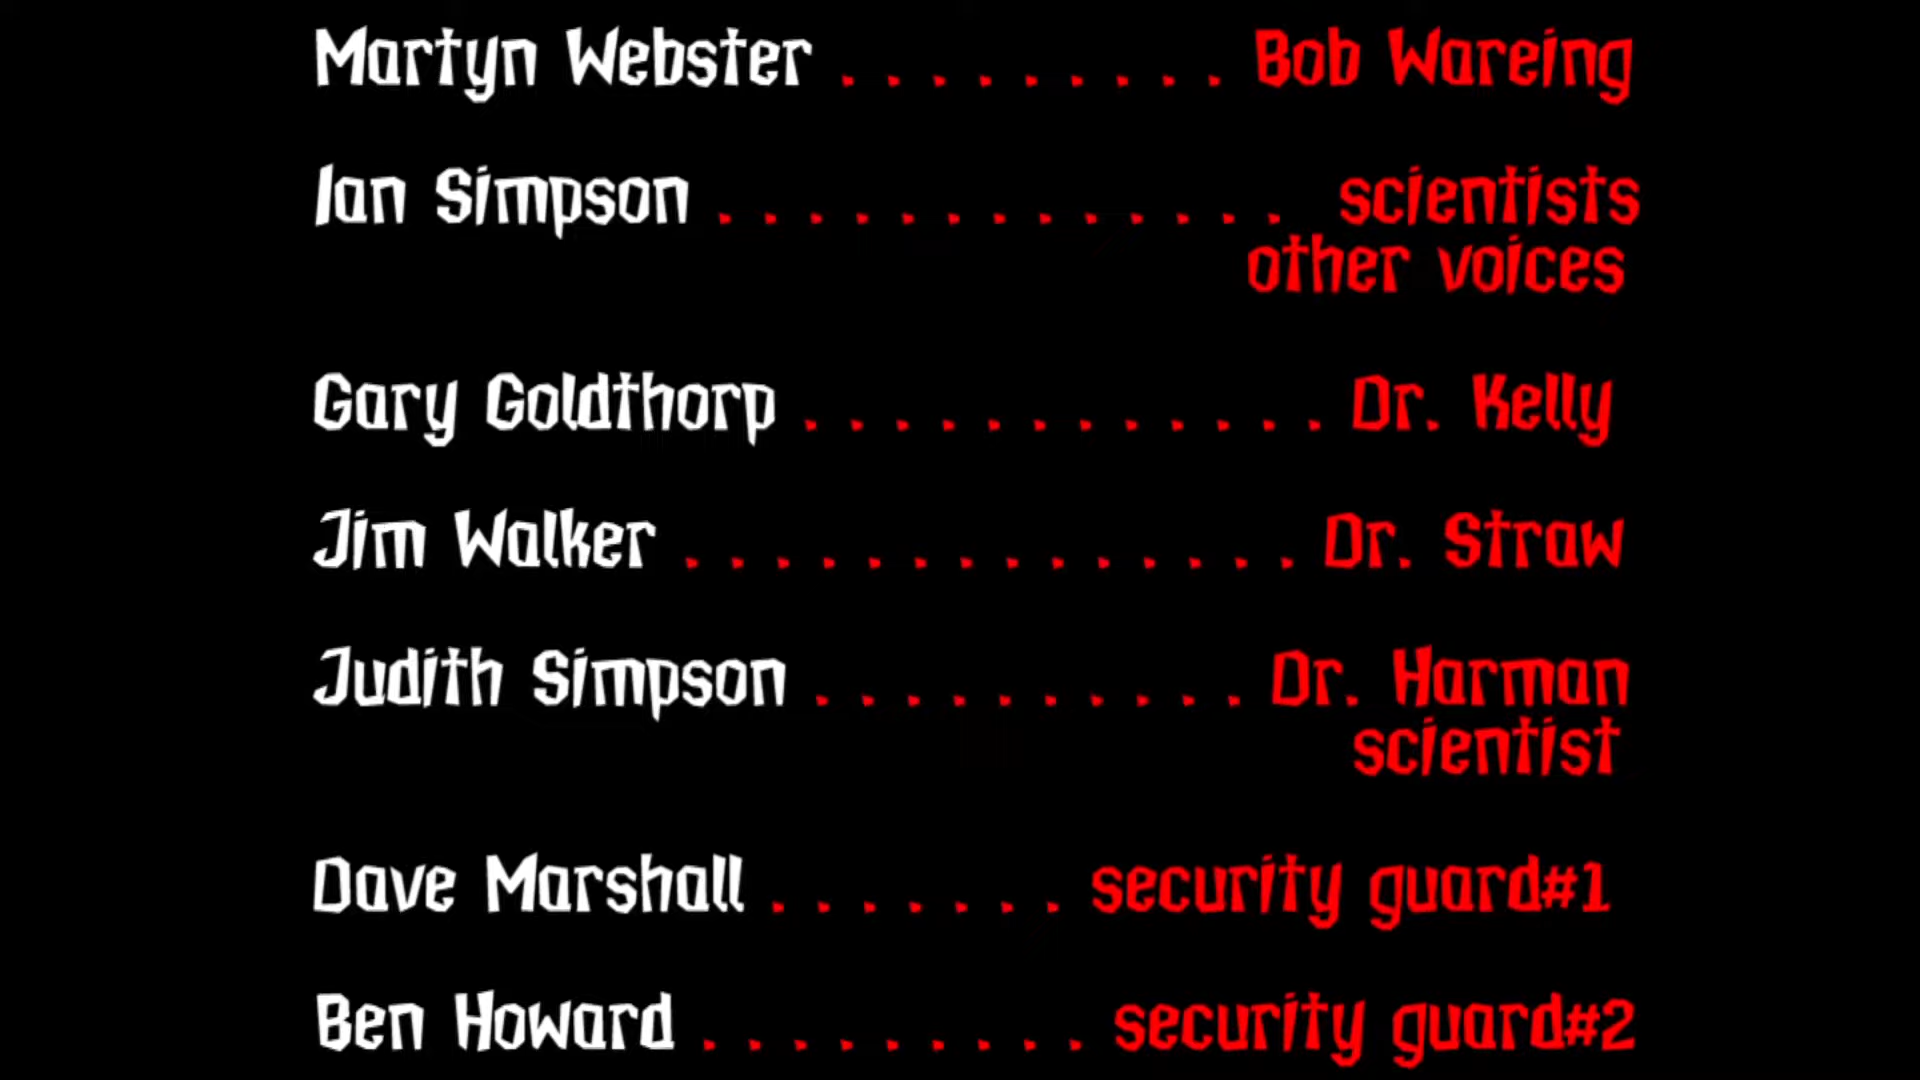 Martyn Webster . . . . . . . . . Bob Wareing
Ian Simpson . . . . . . . . . . . . . scientists
other voices
Gary Goldthorp . . . . . . . . . . . . Dr. Kelly
Jim Walker . . . . . . . . . . . . . . Dr. Straw
Judith Simpson . . . . . . . . . . Dr. Harman
scientist
Dave Marshall . . . . . . . security guard#1
Ben Howard . . . . . . . . . security guard#2